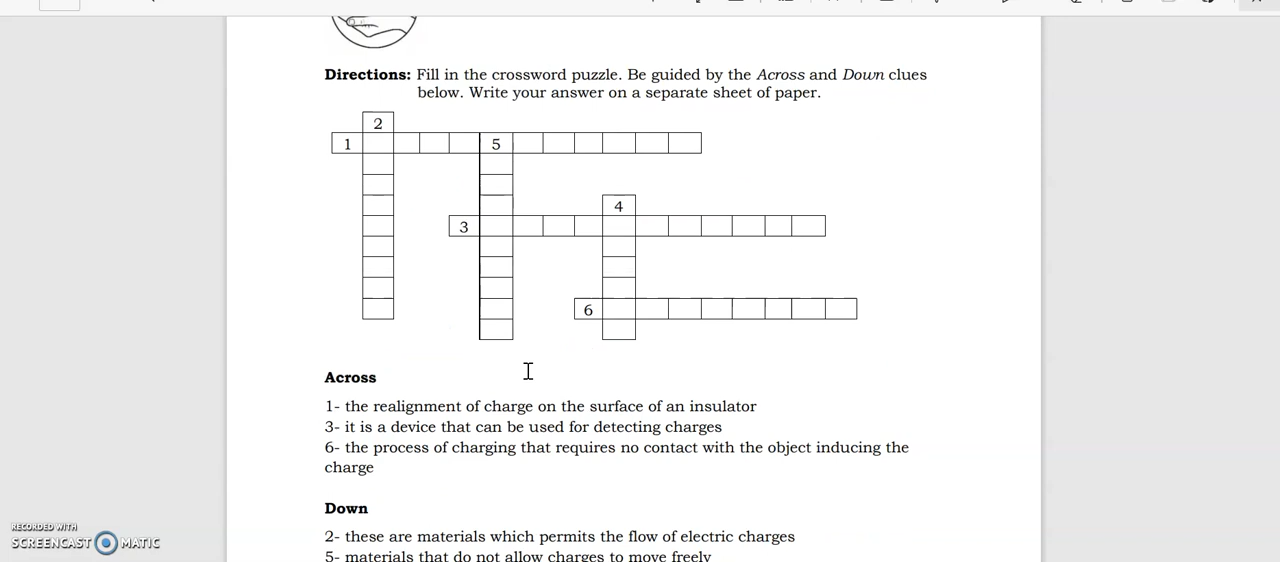 Directions: Fill in the crossword puzzle. Be guided by the Across and Down clues
below. Write your answer on a separate sheet of paper.
2
1 5
4
3
6
Across
1- the realignment of charge on the surface of an insulator
3- it is a device that can be used for detecting charges
6- the process of charging that requires no contact with the object inducing the
charge
Down
2- these are materials which permits the flow of electric charges
5- materials that do not allow charges to move freely
RECORDED WITH
SCREENCAST MATIC